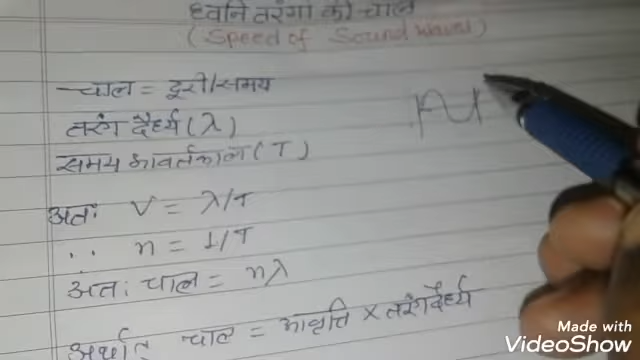 ध्वनि तरंगों की चाल
(Speed of Sound Waves)
चाल = दूरी/समय
तरंग दैर्ध्य (λ)
समय आवर्तकाल (T)
अतः V = λ/T
∴ n = 1/T
अतः चाल = nλ
अर्थात् चाल = आवृत्ति × तरंगदैर्ध्य
Made with
VideoShow